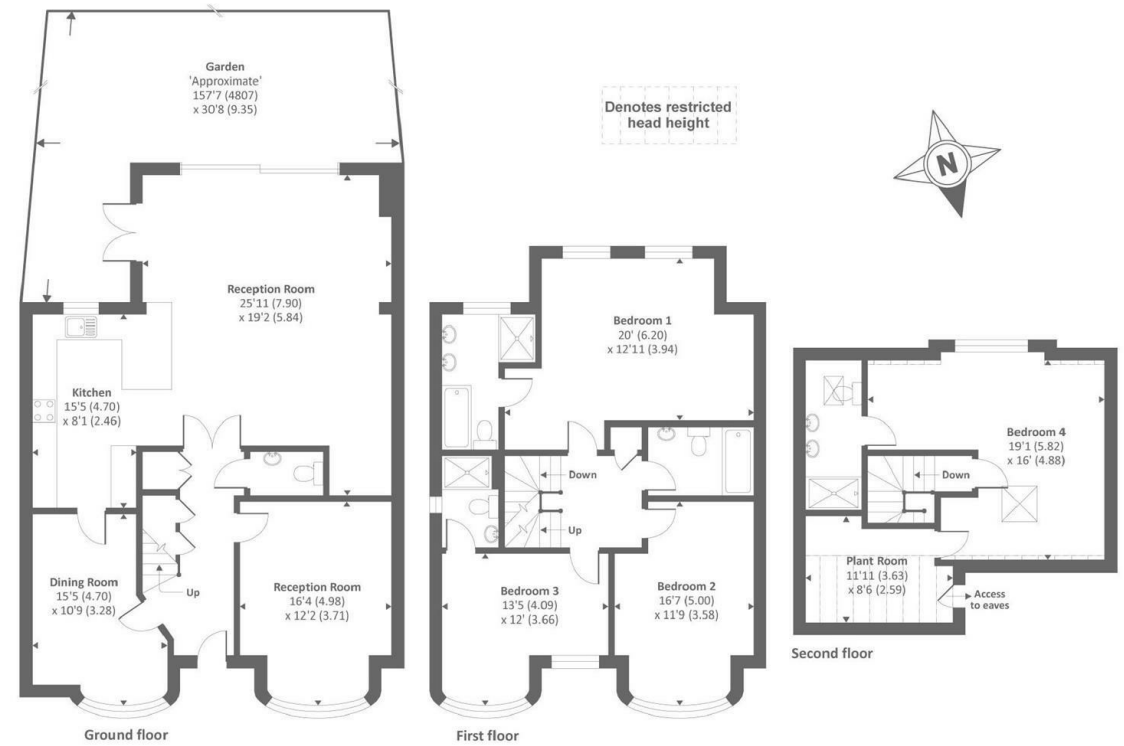 Garden
'Approximate'
157'7 (4807)
x 30'8 (9.35)
Denotes restricted
head height
N
Reception Room
25'11 (7.90)
x 19'2 (5.84)
Kitchen
15'5 (4.70)
x 8'1 (2.46)
Dining Room
15'5 (4.70)
x 10'9 (3.28)
Up
Reception Room
16'4 (4.98)
x 12'2 (3.71)
Ground floor
Bedroom 1
20' (6.20)
x 12'11 (3.94)
Down
Up
Bedroom 3
13'5 (4.09)
x 12' (3.66)
Bedroom 2
16'7 (5.00)
x 11'9 (3.58)
First floor
Bedroom 4
19'1 (5.82)
x 16' (4.88)
Down
Plant Room
11'11 (3.63)
x 8'6 (2.59)
Access
to eaves
Second floor